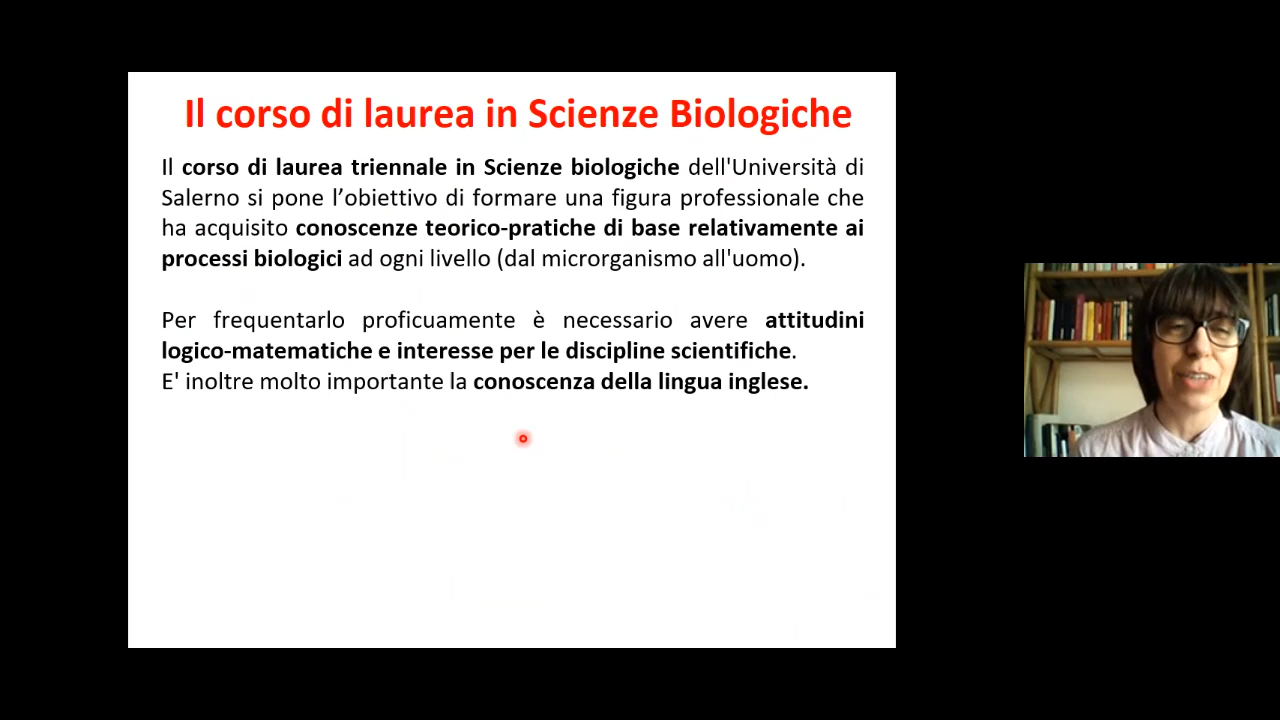 Il corso di laurea in Scienze Biologiche
Il corso di laurea triennale in Scienze biologiche dell'Università di
Salerno si pone l’obiettivo di formare una figura professionale che
ha acquisito conoscenze teorico-pratiche di base relativamente ai
processi biologici ad ogni livello (dal microrganismo all'uomo).
Per frequentarlo proficuamente è necessario avere attitudini
logico-matematiche e interesse per le discipline scientifiche.
E' inoltre molto importante la conoscenza della lingua inglese.